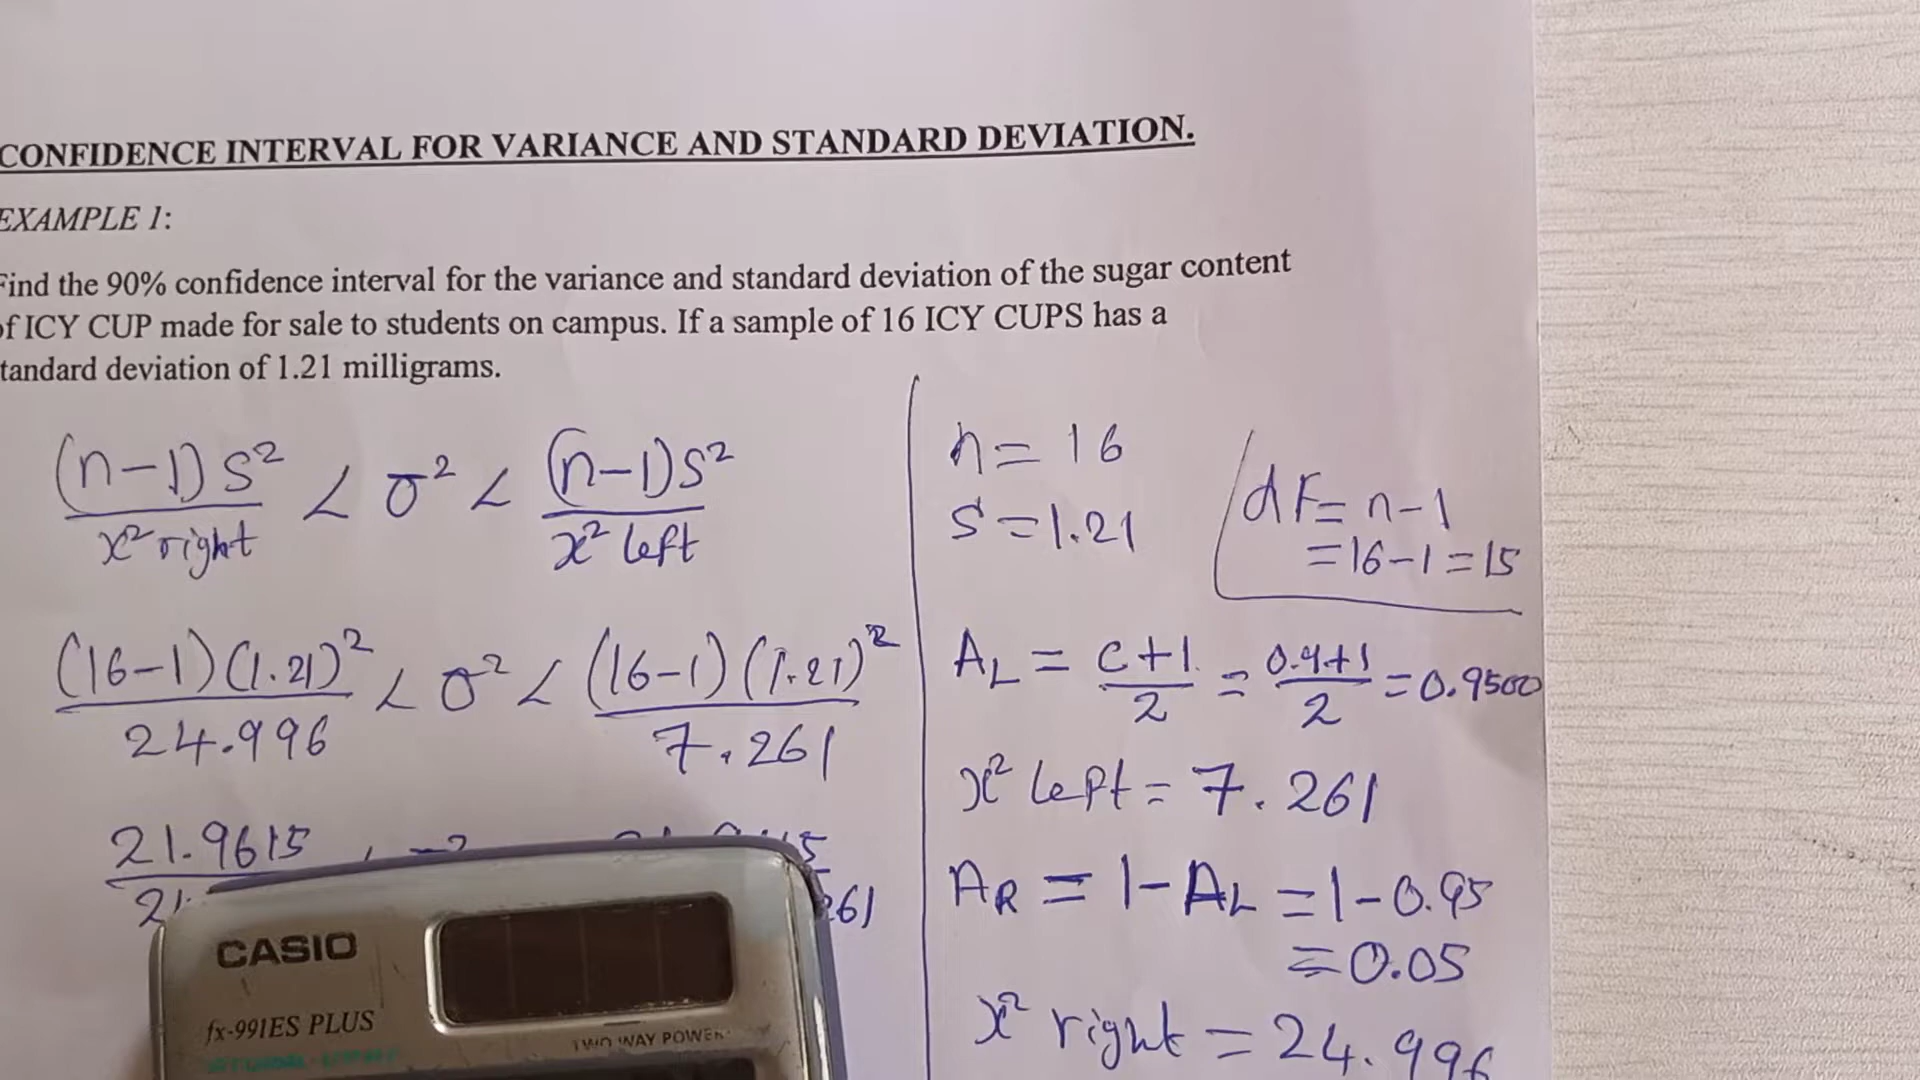 CONFIDENCE INTERVAL FOR VARIANCE AND STANDARD DEVIATION.
EXAMPLE 1:
Find the 90% confidence interval for the variance and standard deviation of the sugar content
of ICY CUP made for sale to students on campus. If a sample of 16 ICY CUPS has a
tandard deviation of 1.21 milligrams.
(n-1)S² / x² right < σ² < (n-1)S² / x² left
(16-1)(1.21)² / 24.996 < σ² < (16-1)(1.21)² / 7.261
21.9615
n = 16
S = 1.21
dF = n-1
= 16-1 = 15
A_L = c+1 / 2 = 0.9+1 / 2 = 0.9500
x² left = 7.261
A_R = 1 - A_L = 1 - 0.95
= 0.05
x² right = 24.996
CASIO
fx-991ES PLUS
TWO WAY POWER